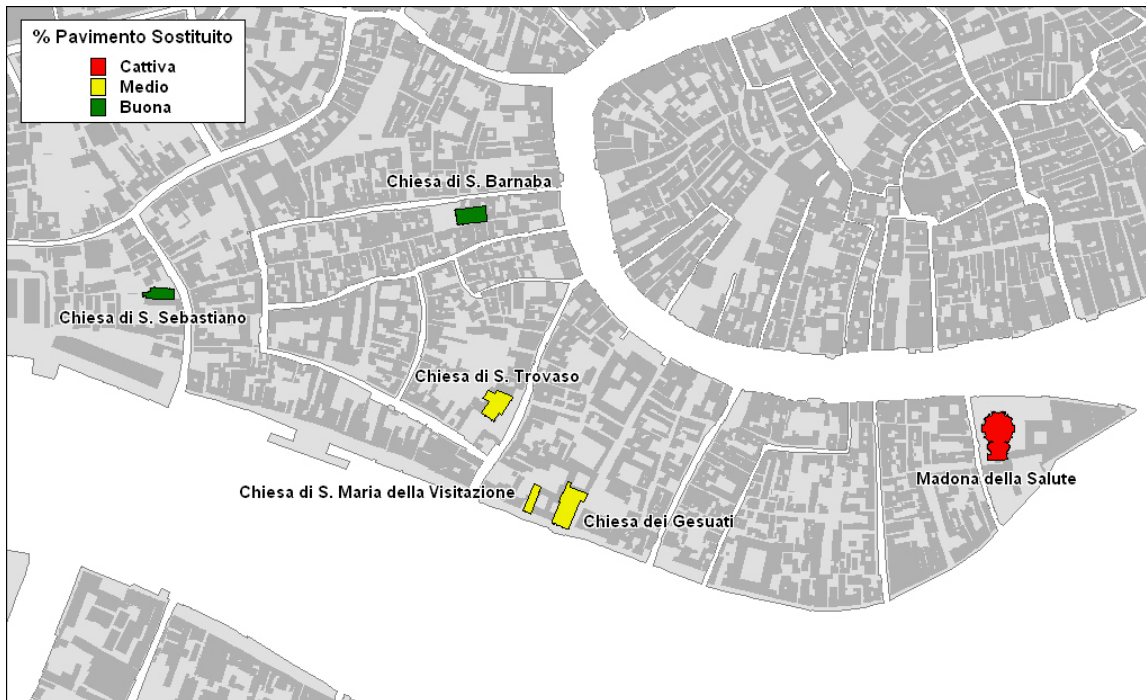 % Pavimento Sostituito
Cattiva
Medio
Buona
Chiesa di S. Barnaba
Chiesa di S. Sebastiano
Chiesa di S. Trovaso
Chiesa di S. Maria della Visitazione
Chiesa dei Gesuati
Madona della Salute